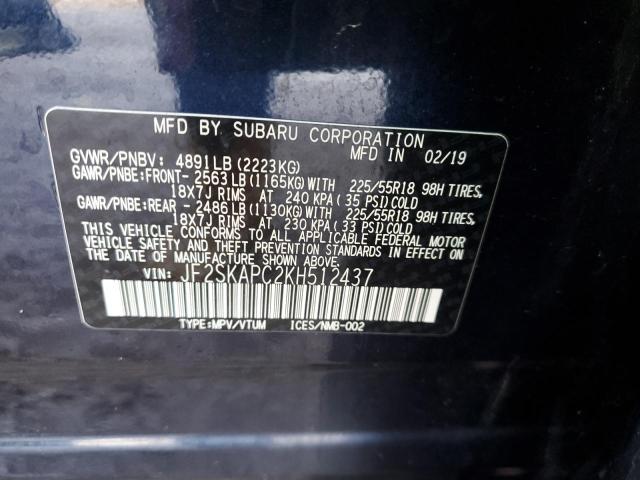 MFD BY SUBARU CORPORATION
GVWR/PNBV: 4891LB (2223KG) MFD IN 02/19
GAWR/PNBE:FRONT- 2563LB (1165KG)WITH 225/55R18 98H TIRES,
18X7J RIMS AT 240 KPA (35 PSI)COLD
GAWR/PNBE:REAR - 2486LB (1130KG)WITH 225/55R18 98H TIRES,
18X7J RIMS AT 230 KPA (33 PSI)COLD
THIS VEHICLE CONFORMS TO ALL APPLICABLE FEDERAL MOTOR
VEHICLE SAFETY AND THEFT PREVENTION STANDARDS IN EFFECT ON
THE DATE OF MANUFACTURE SHOWN ABOVE.
VIN: JF2SKAPC2KH512437
TYPE:MPV/VTUM ICES/NMB-002